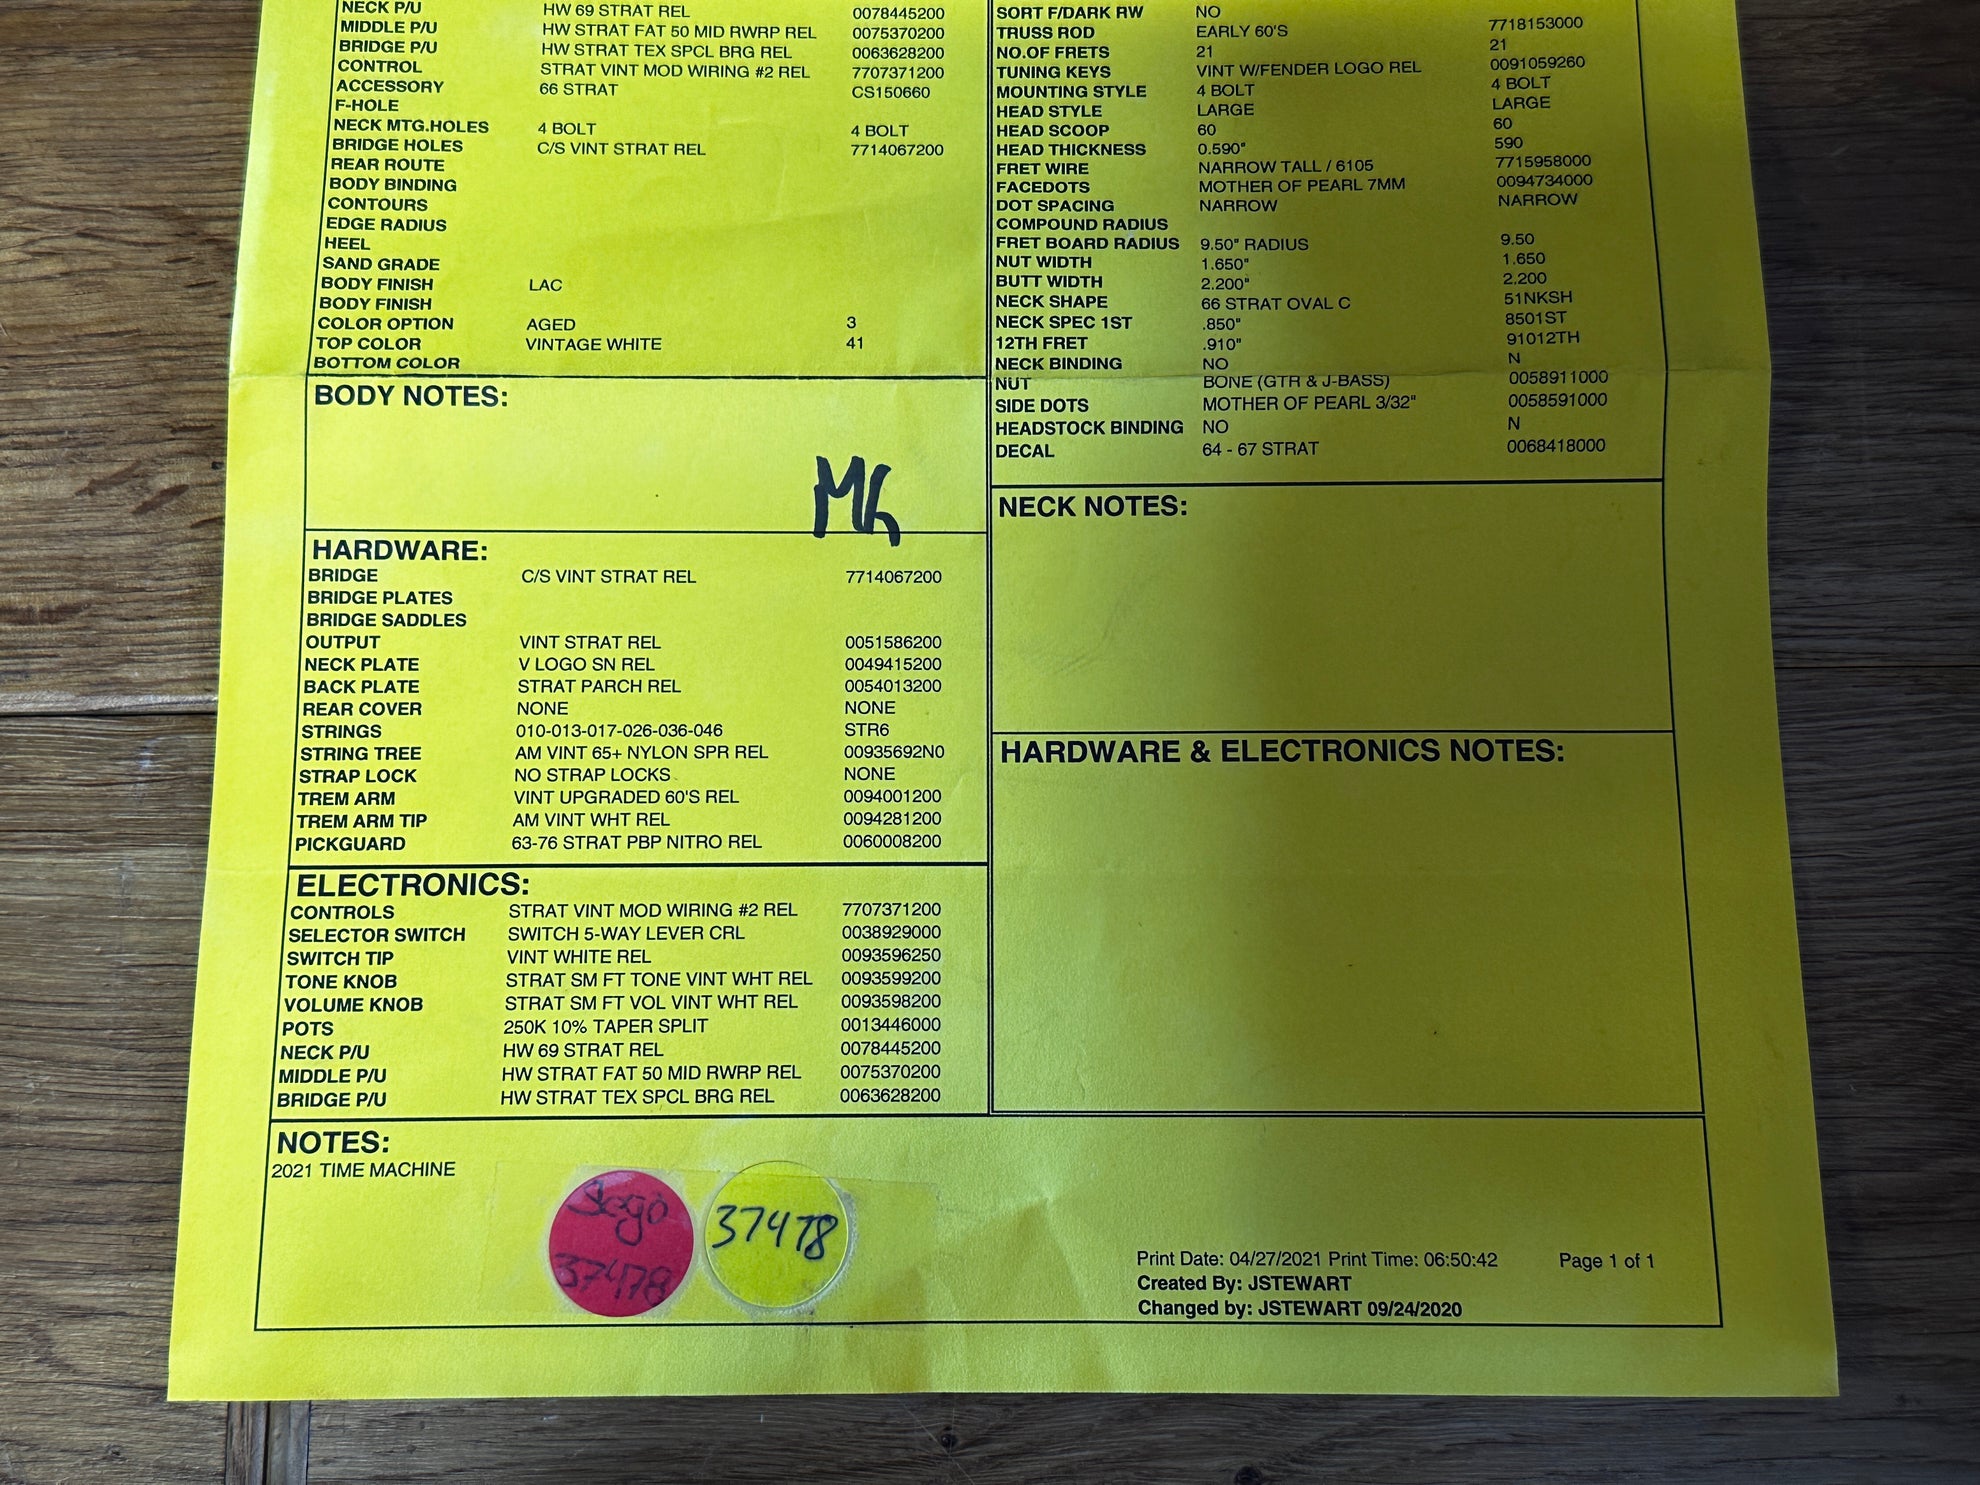 NECK P/U HW 69 STRAT REL 0078445200
MIDDLE P/U HW STRAT FAT 50 MID RWRP REL 0075370200
BRIDGE P/U HW STRAT TEX SPCL BRG REL 0063628200
CONTROL STRAT VINT MOD WIRING #2 REL 7707371200
ACCESSORY 66 STRAT CS150660
F-HOLE
NECK MTG.HOLES 4 BOLT 4 BOLT
BRIDGE HOLES C/S VINT STRAT REL 7714067200
REAR ROUTE
BODY BINDING
CONTOURS
EDGE RADIUS
HEEL
SAND GRADE
BODY FINISH LAC
BODY FINISH
COLOR OPTION AGED 3
TOP COLOR VINTAGE WHITE 41
BOTTOM COLOR
BODY NOTES:
HARDWARE:
BRIDGE C/S VINT STRAT REL 7714067200
BRIDGE PLATES
BRIDGE SADDLES
OUTPUT VINT STRAT REL 0051586200
NECK PLATE V LOGO SN REL 0049415200
BACK PLATE STRAT PARCH REL 0054013200
REAR COVER NONE NONE
STRINGS 010-013-017-026-036-046 STR6
STRING TREE AM VINT 65+ NYLON SPR REL 00935692N0
STRAP LOCK NO STRAP LOCKS NONE
TREM ARM VINT UPGRADED 60'S REL 0094001200
TREM ARM TIP AM VINT WHT REL 0094281200
PICKGUARD 63-76 STRAT PBP NITRO REL 0060008200
ELECTRONICS:
CONTROLS STRAT VINT MOD WIRING #2 REL 7707371200
SELECTOR SWITCH SWITCH 5-WAY LEVER CRL 0038929000
SWITCH TIP VINT WHITE REL 0093596250
TONE KNOB STRAT SM FT TONE VINT WHT REL 0093599200
VOLUME KNOB STRAT SM FT VOL VINT WHT REL 0093598200
POTS 250K 10% TAPER SPLIT 0013446000
NECK P/U HW 69 STRAT REL 0078445200
MIDDLE P/U HW STRAT FAT 50 MID RWRP REL 0075370200
BRIDGE P/U HW STRAT TEX SPCL BRG REL 0063628200
SORT F/DARK RW NO
TRUSS ROD EARLY 60'S 7718153000
NO.OF FRETS 21 21
TUNING KEYS VINT W/FENDER LOGO REL 0091059260
MOUNTING STYLE 4 BOLT 4 BOLT
HEAD STYLE LARGE LARGE
HEAD SCOOP 60 60
HEAD THICKNESS 0.590" 590
FRET WIRE NARROW TALL / 6105 7715958000
FACEDOTS MOTHER OF PEARL 7MM 0094734000
DOT SPACING NARROW NARROW
COMPOUND RADIUS
FRET BOARD RADIUS 9.50" RADIUS 9.50
NUT WIDTH 1.650" 1.650
BUTT WIDTH 2.200" 2.200
NECK SHAPE 66 STRAT OVAL C 51NKSH
NECK SPEC 1ST .850" 8501ST
12TH FRET .910" 91012TH
NECK BINDING NO N
NUT BONE (GTR & J-BASS) 0058911000
SIDE DOTS MOTHER OF PEARL 3/32" 0058591000
HEADSTOCK BINDING NO N
DECAL 64 - 67 STRAT 0068418000
NECK NOTES:
HARDWARE & ELECTRONICS NOTES:
NOTES:
2021 TIME MACHINE
37478
37478
Print Date: 04/27/2021 Print Time: 06:50:42 Page 1 of 1
Created By: JSTEWART
Changed by: JSTEWART 09/24/2020